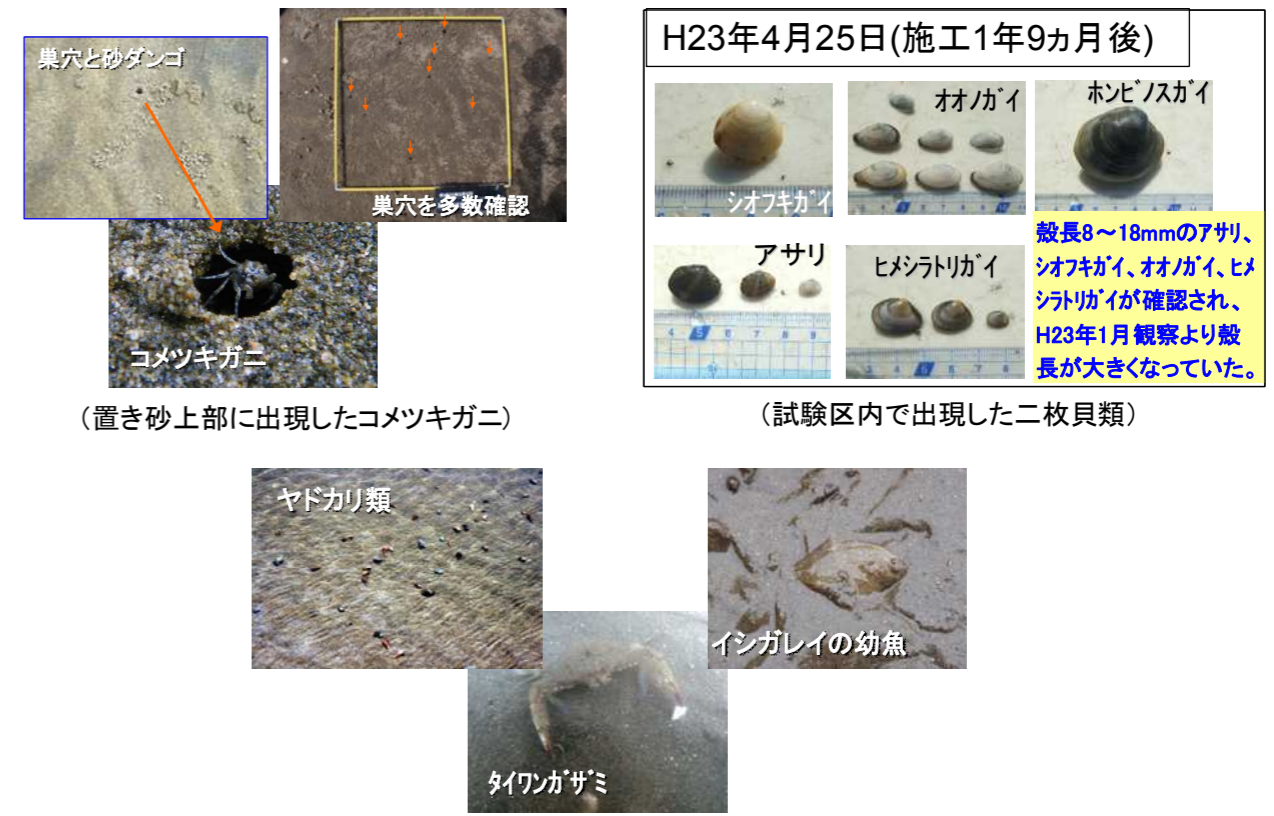 巣穴と砂ダンゴ
巣穴を多数確認
コメツキガニ
(置き砂上部に出現したコメツキガニ)
H23年4月25日(施工1年9ヵ月後)
シオフキガイ
オオノガイ
ホンビノスガイ
アサリ
ヒメシラトリガイ
殻長8～18mmのアサリ、
シオフキガイ、オオノガイ、ヒメ
シラトリガイが確認され、
H23年1月観察より殻
長が大きくなっていた。
(試験区内で出現した二枚貝類)
ヤドカリ類
イシガレイの幼魚
タイワンガザミ